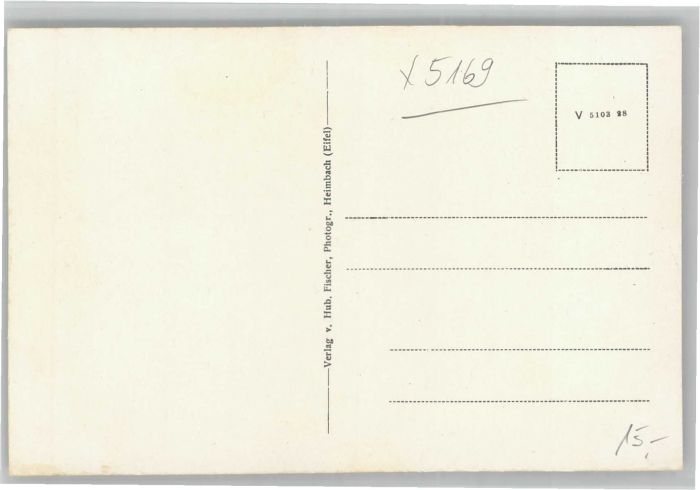 x 5169
V 5103 28
Verlag v. Hub. Fischer, Photogr., Heimbach (Eifel)
15,-